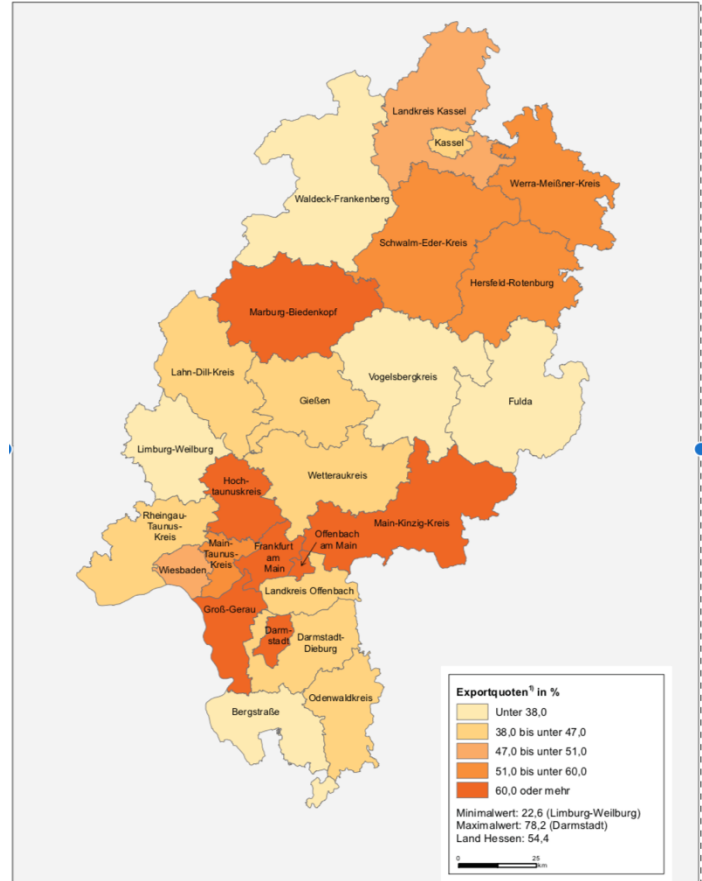 Landkreis Kassel
Kassel
Werra-Meißner-Kreis
Waldeck-Frankenberg
Schwalm-Eder-Kreis
Hersfeld-Rotenburg
Marburg-Biedenkopf
Lahn-Dill-Kreis
Vogelsbergkreis
Gießen
Fulda
Limburg-Weilburg
Wetteraukreis
Hoch-
taunuskreis
Rheingau-
Taunus-
Kreis
Main-Kinzig-Kreis
Offenbach
am Main
Main-
Taunus-
Kreis
Frankfurt
am
Main
Wiesbaden
Landkreis Offenbach
Groß-Gerau
Darm-
stadt
Darmstadt-
Dieburg
Odenwaldkreis
Bergstraße
Exportquoten¹⁾ in %
Unter 38,0
38,0 bis unter 47,0
47,0 bis unter 51,0
51,0 bis unter 60,0
60,0 oder mehr
Minimalwert: 22,6 (Limburg-Weilburg)
Maximalwert: 78,2 (Darmstadt)
Land Hessen: 54,4
0 25
km